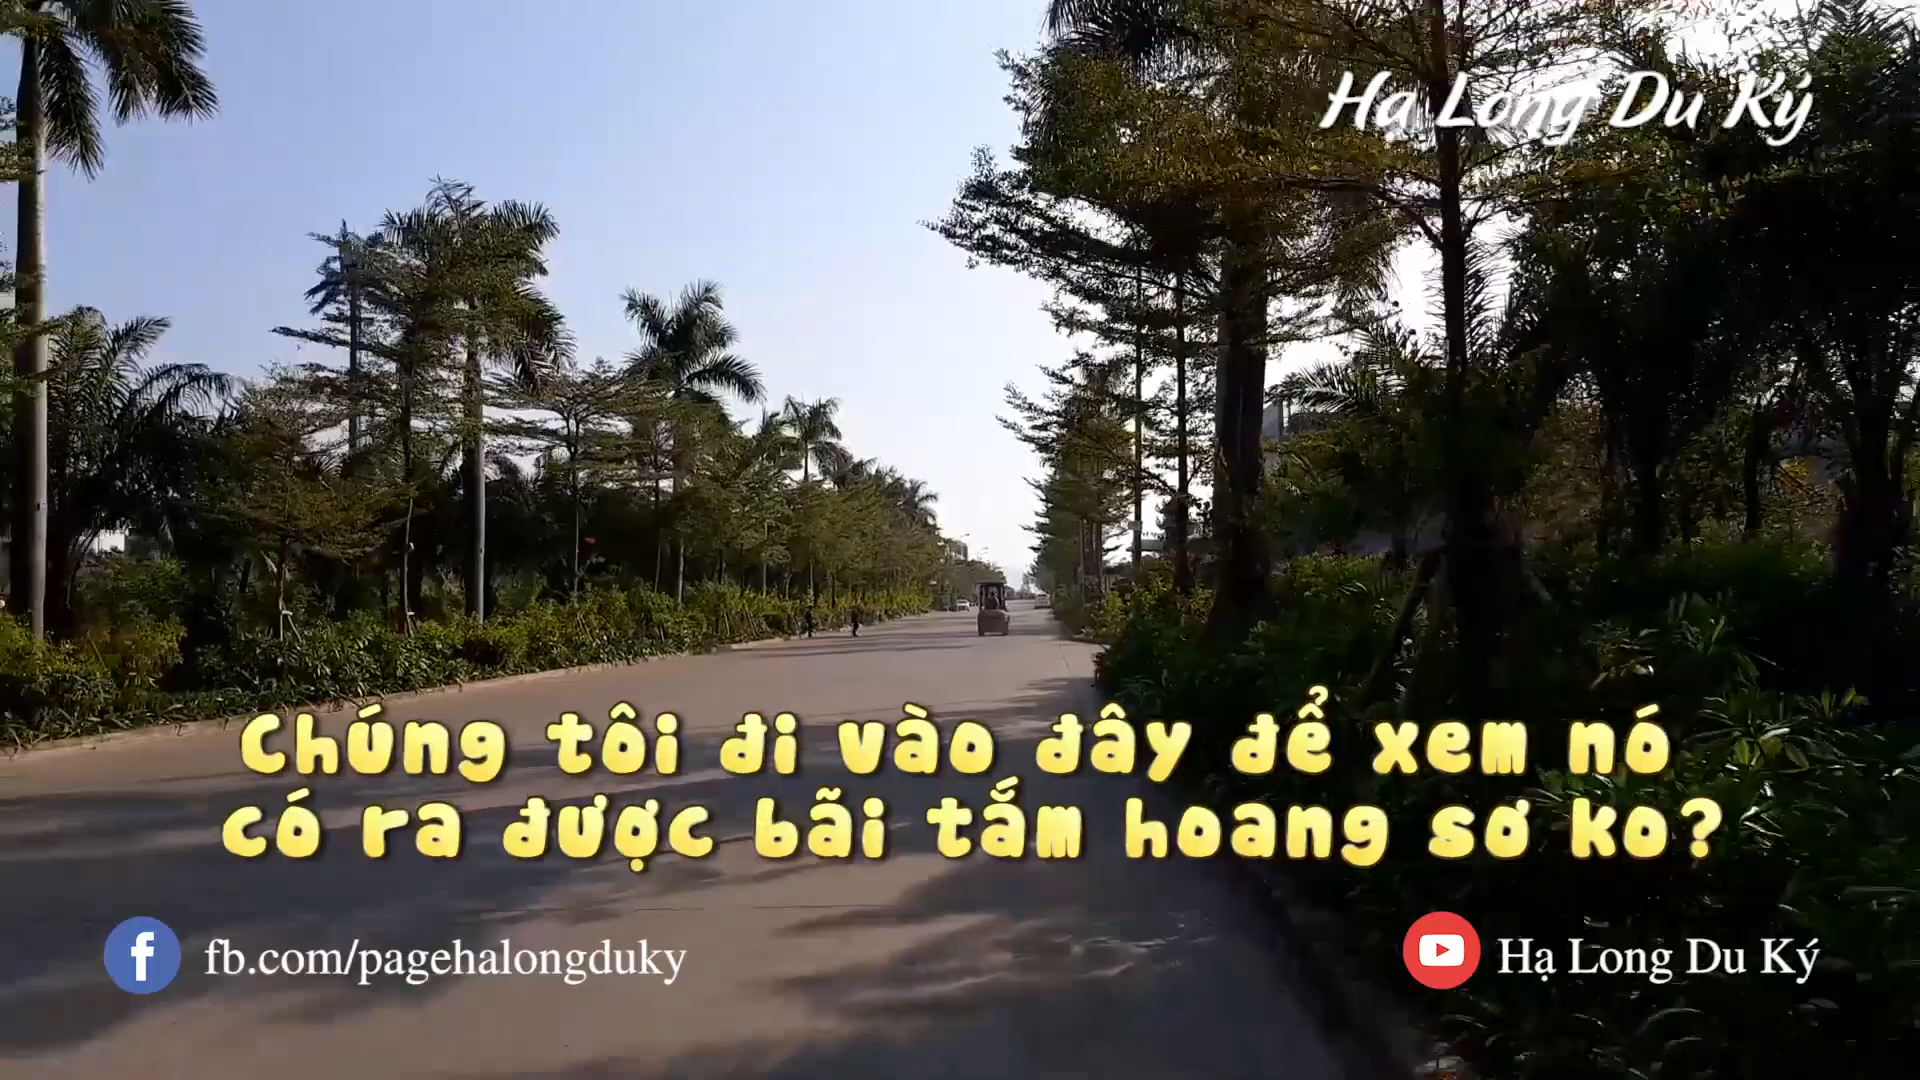 Hạ Long Du Ký
Chúng tôi đi vào đây để xem nó
có ra được bãi tắm hoang sơ ko?
fb.com/pagehalongduky
Hạ Long Du Ký